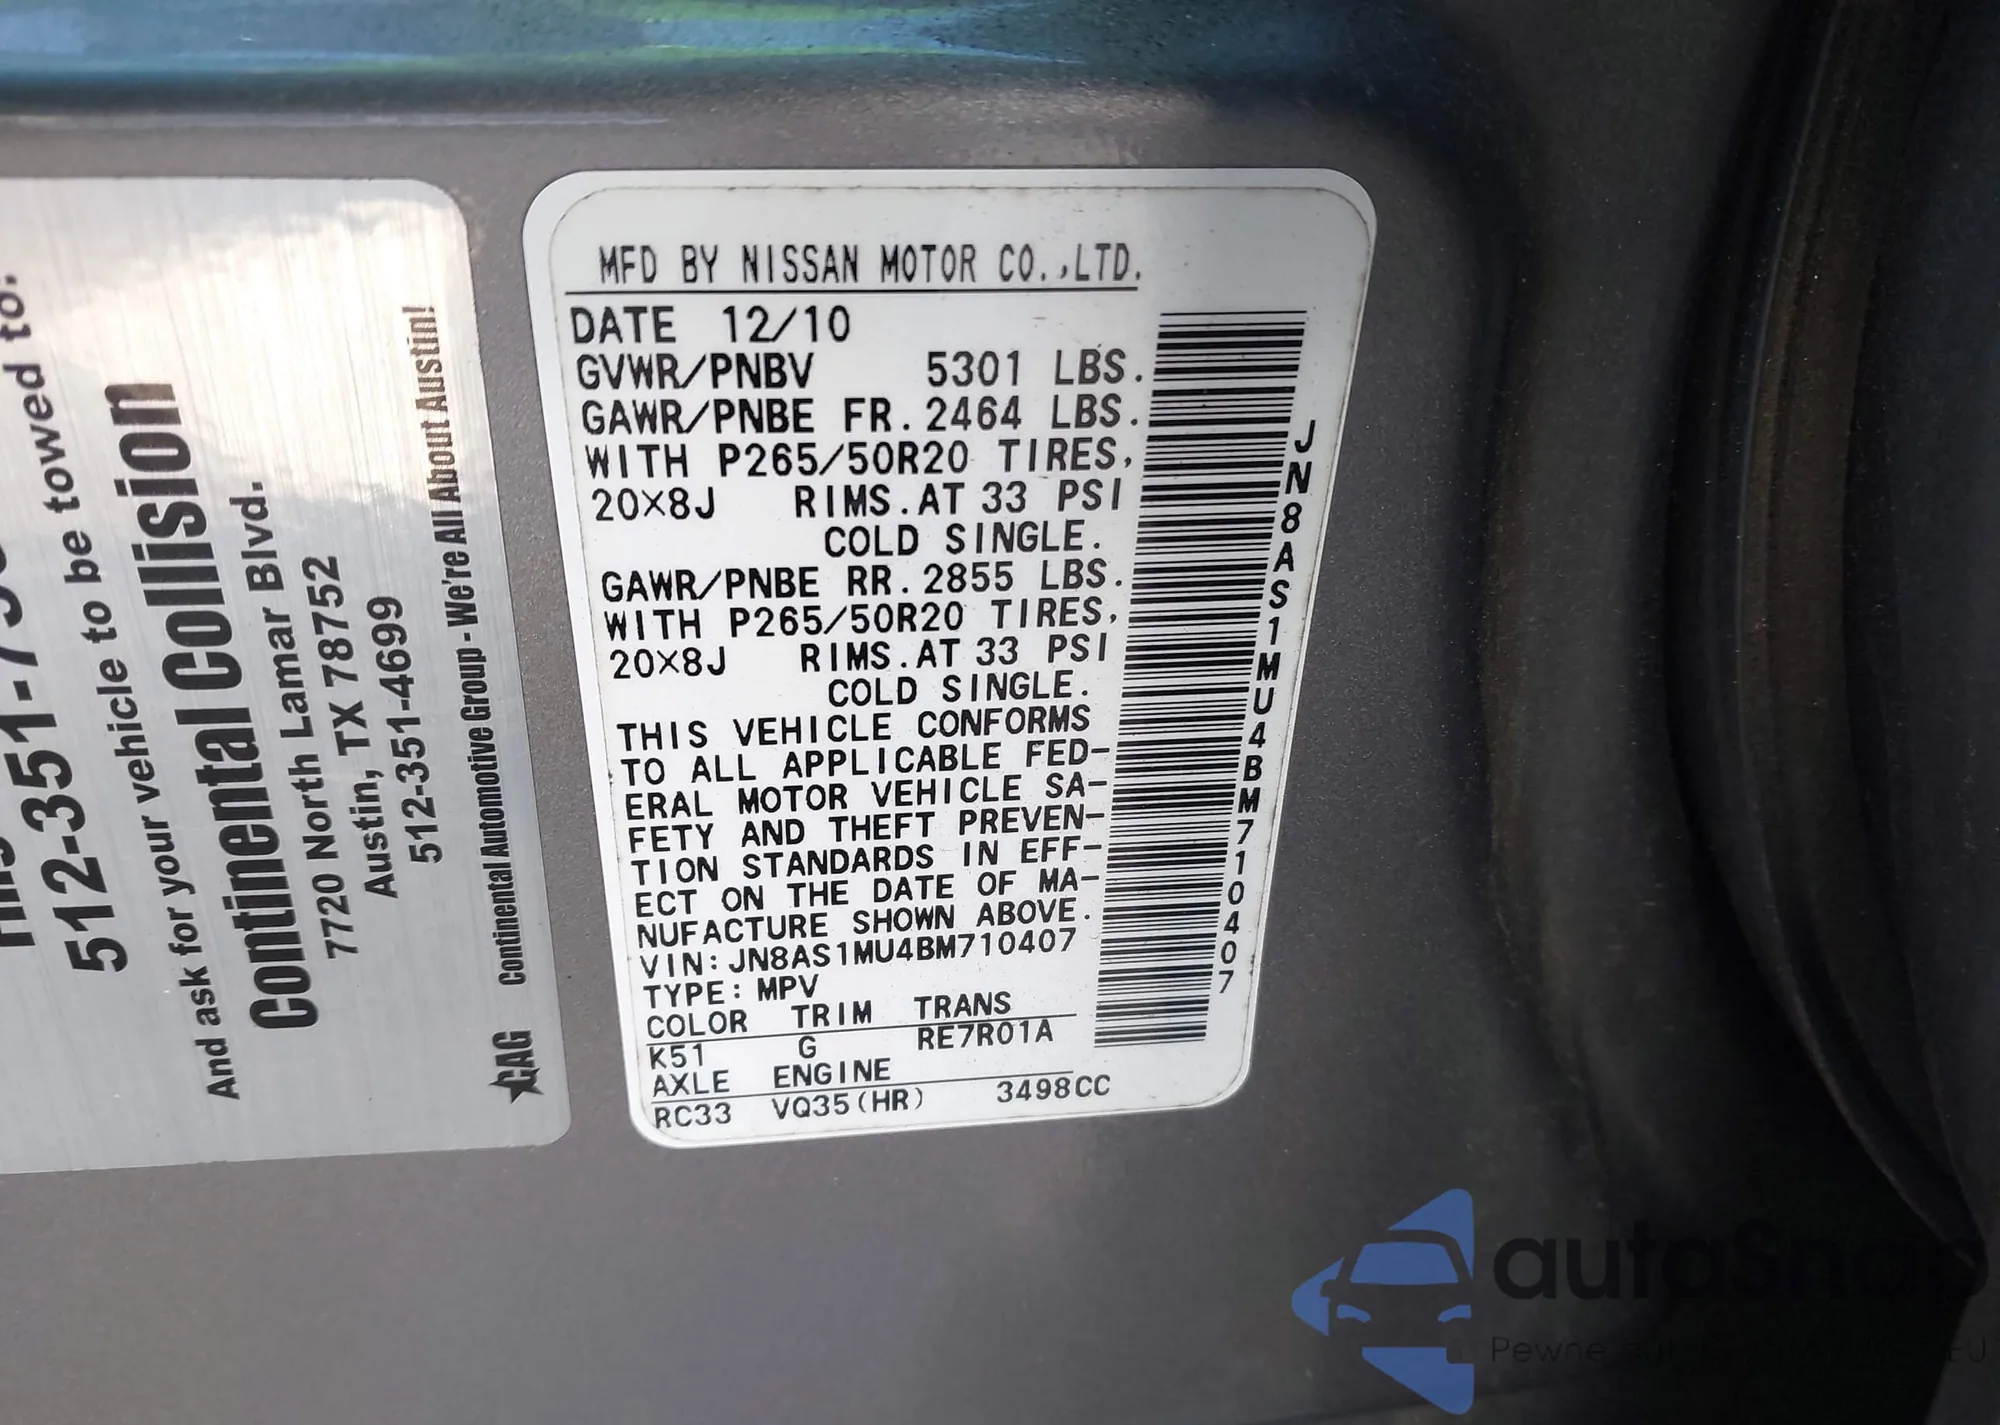 512-351-
vehicle to be towed to:
And ask for your vehicle
Continental Collision
7720 North Lamar Blvd.
Austin, TX 78752
512-351-4699
Continental Automotive Group - We're All About Austin!
CAG
MFD BY NISSAN MOTOR CO.,LTD.
DATE 12/10
GVWR/PNBV 5301 LBS.
GAWR/PNBE FR. 2464 LBS.
WITH P265/50R20 TIRES,
20×8J RIMS. AT 33 PSI
COLD SINGLE.
GAWR/PNBE RR. 2855 LBS.
WITH P265/50R20 TIRES,
20×8J RIMS. AT 33 PSI
COLD SINGLE.
THIS VEHICLE CONFORMS
TO ALL APPLICABLE FED-
ERAL MOTOR VEHICLE SA-
FETY AND THEFT PREVEN-
TION STANDARDS IN EFF-
ECT ON THE DATE OF MA-
NUFACTURE SHOWN ABOVE.
VIN: JN8AS1MU4BM710407
TYPE: MPV
COLOR TRIM TRANS
K51 G RE7R01A
AXLE ENGINE
RC33 VQ35(HR) 3498CC
JN8AS1MU4BM710407
autaSnap
Pewne